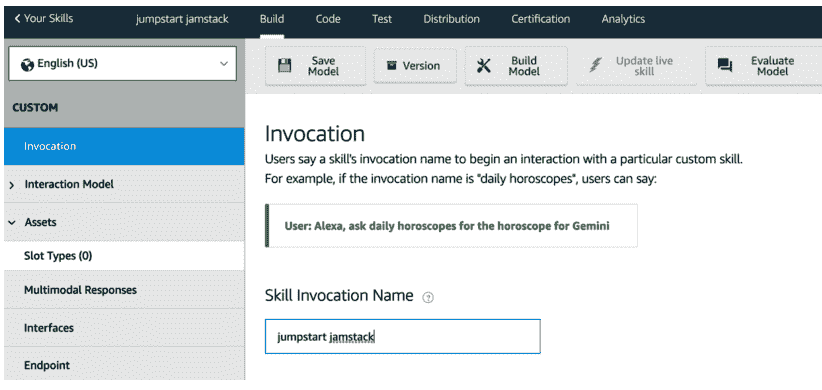 Your Skills
jumpstart jamstack
Build
Code
Test
Distribution
Certification
Analytics
English (US)
Save
Model
Version
Build
Model
Update live
skill
Evaluate
Model
CUSTOM
Invocation
Interaction Model
Assets
Slot Types (0)
Multimodal Responses
Interfaces
Endpoint
Invocation
Users say a skill's invocation name to begin an interaction with a particular custom skill.
For example, if the invocation name is "daily horoscopes", users can say:
User: Alexa, ask daily horoscopes for the horoscope for Gemini
Skill Invocation Name ?
jumpstart jamstack